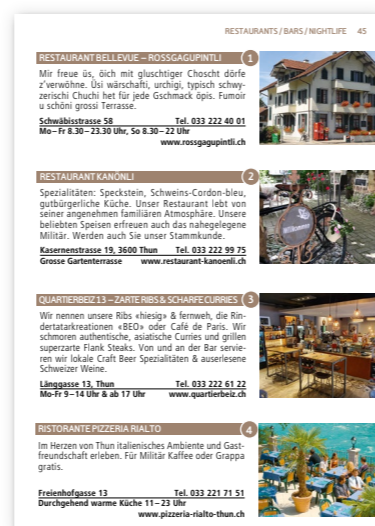 RESTAURANTS / BARS / NIGHTLIFE 45
RESTAURANT BELLEVUE – ROSSGAGUPINTLI 1
Mir freue üs, öich mit gluschtiger Choscht dörfe
z'verwöhne. Üsi wärschafti, urchigi, typisch schwy-
zerischi Chuchi het für jede Gschmack öpis. Fumoir
u schöni grossi Terrasse.
Schwäbisstrasse 58 Tel. 033 222 40 01
Mo – Fr 8.30 – 23.30 Uhr, So 8.30 – 22 Uhr
www.rossgagupintli.ch
RESTAURANT KANÖNLI 2
Spezialitäten: Speckstein, Schweins-Cordon-bleu,
gutbürgerliche Küche. Unser Restaurant lebt von
seiner angenehmen familiären Atmosphäre. Unsere
beliebten Speisen erfreuen auch das nahegelegene
Militär. Werden auch Sie unser Stammkunde.
Kasernenstrasse 19, 3600 Thun Tel. 033 222 99 75
Grosse Gartenterrasse www.restaurant-kanoenli.ch
QUARTIERBEIZ 13 – ZARTE RIBS & SCHARFE CURRIES 3
Wir nennen unsere Ribs «hiesig» & fernweh, die Rin-
dertatarkreationen «BEO» oder Café de Paris. Wir
schmoren authentische, asiatische Curries und grillen
superzarte Flank Steaks. Von und an der Bar servie-
ren wir lokale Craft Beer Spezialitäten & auserlesene
Schweizer Weine.
Länggasse 13, Thun Tel. 033 222 61 22
Mo-Fr 9 – 14 Uhr & ab 17 Uhr www.quartierbeiz.ch
RISTORANTE PIZZERIA RIALTO 4
Im Herzen von Thun italienisches Ambiente und Gast-
freundschaft erleben. Für Militär Kaffee oder Grappa
gratis.
Freienhofgasse 13 Tel. 033 221 71 51
Durchgehend warme Küche 11 – 23 Uhr
www.pizzeria-rialto-thun.ch